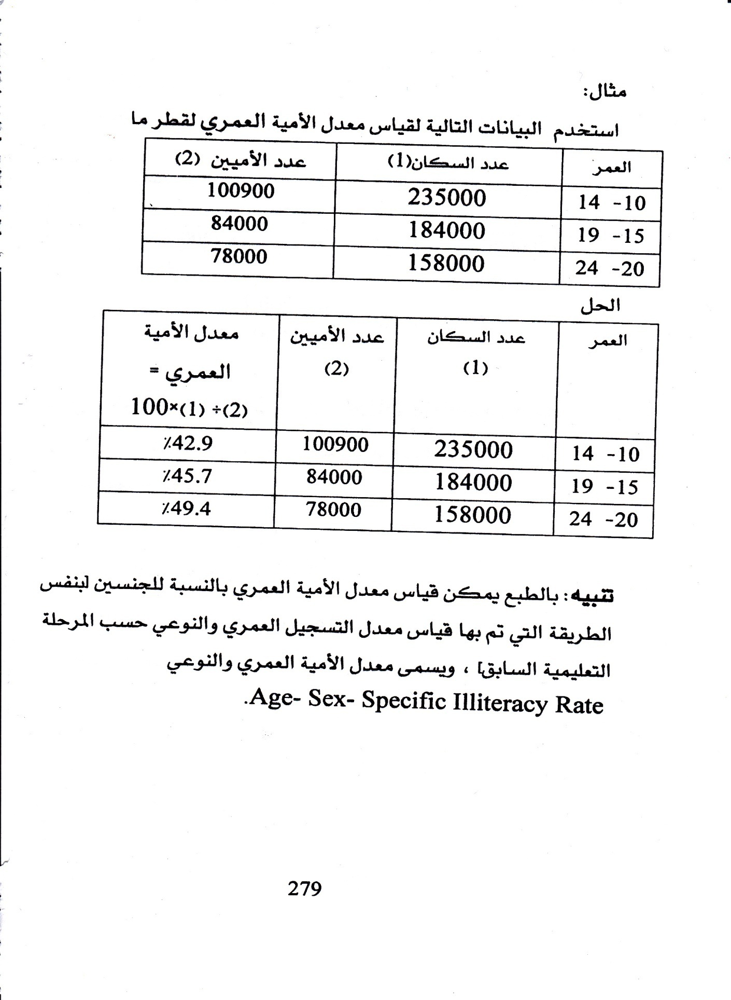 مثال:
استخدم البيانات التالية لقياس معدل الأمية العمري لقطر ما
العمر عدد السكان(1) عدد الأميين (2)
10- 14 235000 100900
15- 19 184000 84000
20- 24 158000 78000
الحل
العمر عدد السكان عدد الأميين معدل الأمية
(1) (2) العمري =
(2)÷ (1)×100
10- 14 235000 100900 42.9٪
15- 19 184000 84000 45.7٪
20- 24 158000 78000 49.4٪
تنبيه: بالطبع يمكن قياس معدل الأمية العمري بالنسبة للجنسين [بنفس
الطريقة التي تم بها قياس معدل التسجيل العمري والنوعي حسب المرحلة
التعليمية السابق] ، ويسمى معدل الأمية العمري والنوعي
Age- Sex- Specific Illiteracy Rate.
279